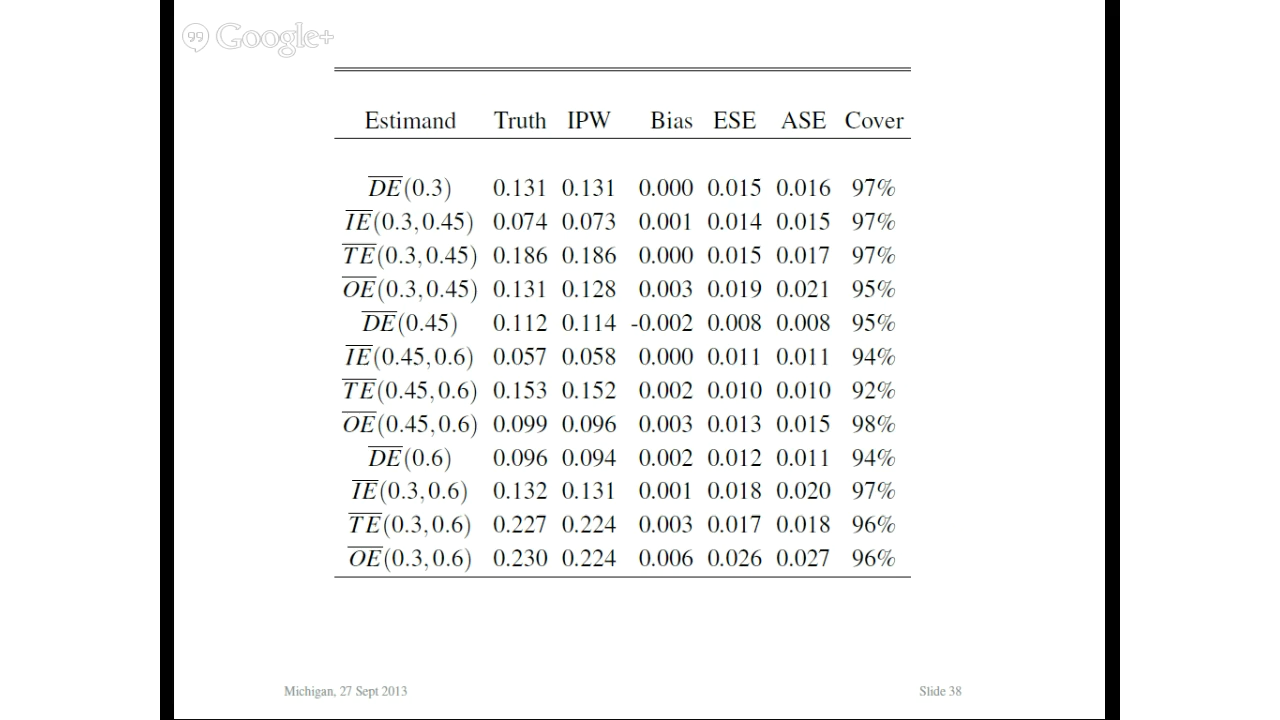 99 Google+
Estimand Truth IPW Bias ESE ASE Cover
DE(0.3) 0.131 0.131 0.000 0.015 0.016 97%
IE(0.3,0.45) 0.074 0.073 0.001 0.014 0.015 97%
TE(0.3,0.45) 0.186 0.186 0.000 0.015 0.017 97%
OE(0.3,0.45) 0.131 0.128 0.003 0.019 0.021 95%
DE(0.45) 0.112 0.114 -0.002 0.008 0.008 95%
IE(0.45,0.6) 0.057 0.058 0.000 0.011 0.011 94%
TE(0.45,0.6) 0.153 0.152 0.002 0.010 0.010 92%
OE(0.45,0.6) 0.099 0.096 0.003 0.013 0.015 98%
DE(0.6) 0.096 0.094 0.002 0.012 0.011 94%
IE(0.3,0.6) 0.132 0.131 0.001 0.018 0.020 97%
TE(0.3,0.6) 0.227 0.224 0.003 0.017 0.018 96%
OE(0.3,0.6) 0.230 0.224 0.006 0.026 0.027 96%
Michigan, 27 Sept 2013 Slide 38